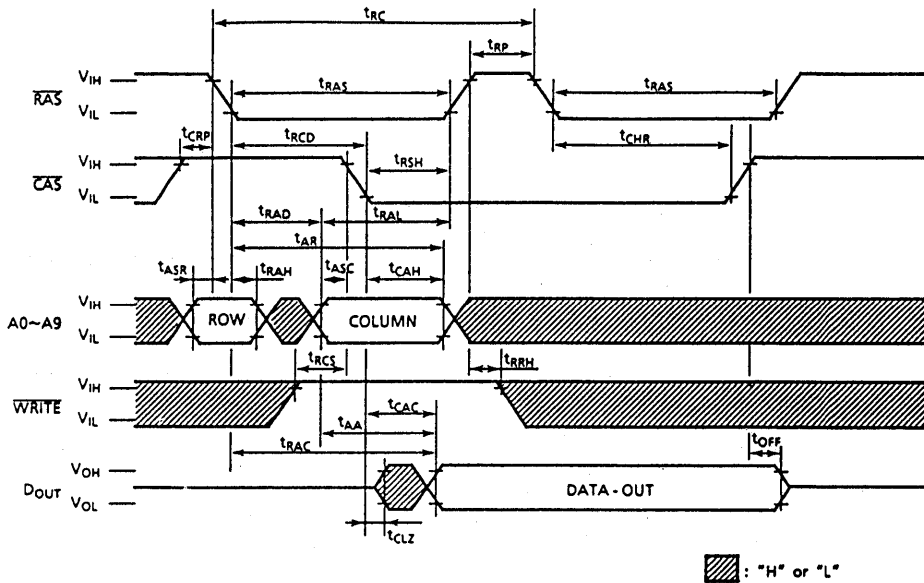 tRC
tRP
VIH
RAS
VIL
tRAS
tRAS
tCRP
tRCD
tCHR
VIH
CAS
VIL
tRSH
tRAD
tRAL
tAR
tASR
tRAH
tASC
tCAH
VIH
A0~A9
VIL
ROW
COLUMN
tRCS
tRRH
VIH
WRITE
VIL
tCAC
tAA
tRAC
tOFF
VOH
DOUT
VOL
DATA-OUT
tCLZ
: "H" or "L"